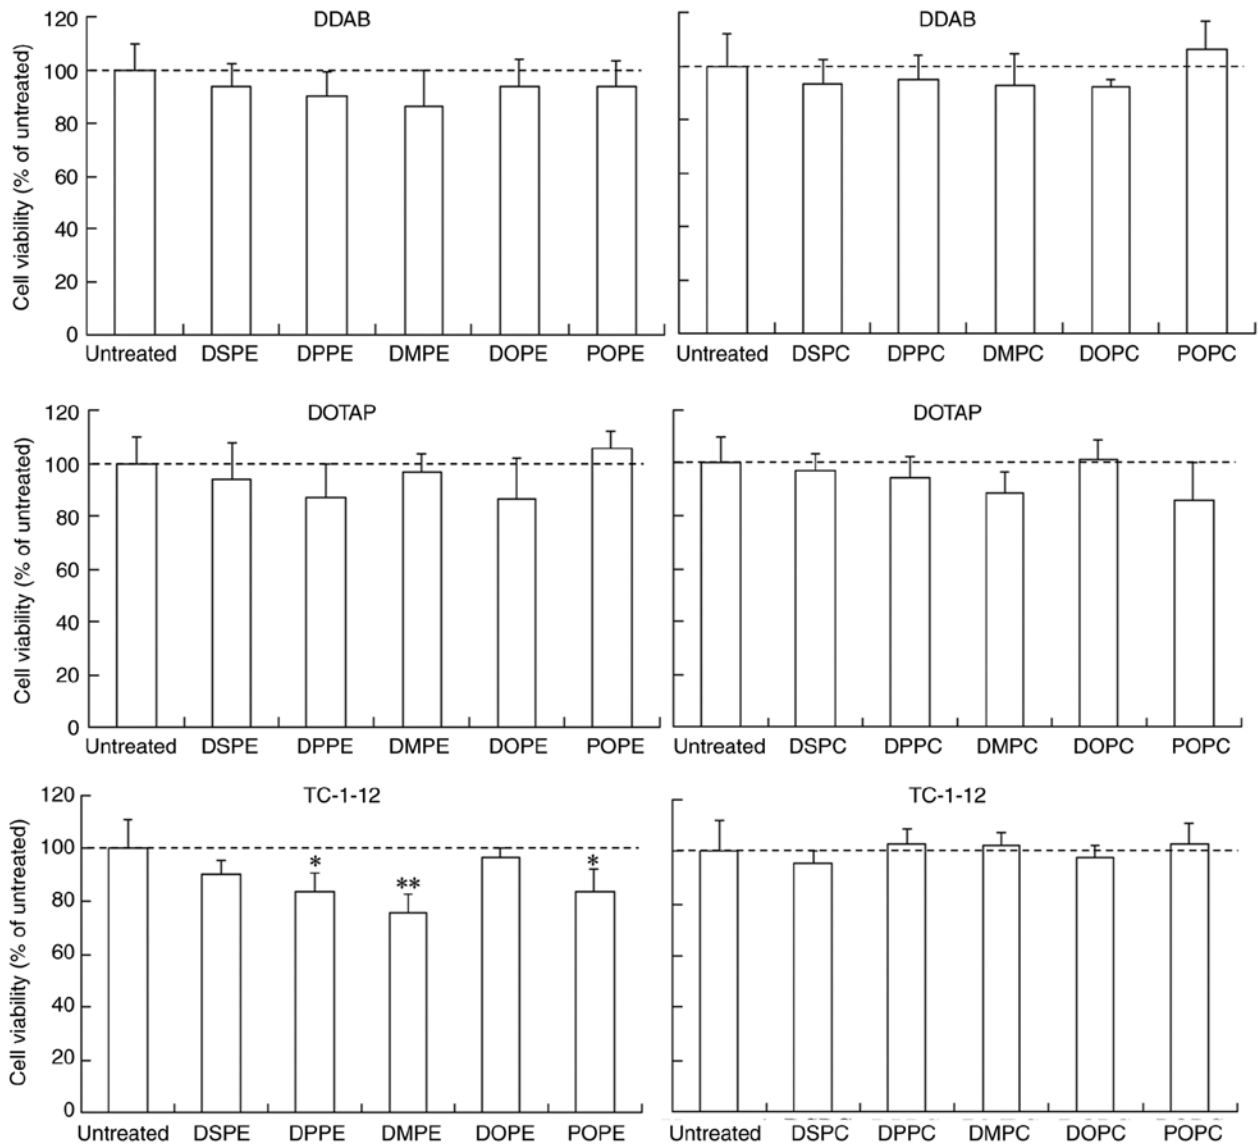 DDAB
DDAB
Cell viability (% of untreated)
120
100
80
60
40
20
0
Untreated DSPE DPPE DMPE DOPE POPE
Untreated DSPC DPPC DMPC DOPC POPC
DOTAP
DOTAP
Cell viability (% of untreated)
120
100
80
60
40
20
0
Untreated DSPE DPPE DMPE DOPE POPE
Untreated DSPC DPPC DMPC DOPC POPC
TC-1-12
TC-1-12
Cell viability (% of untreated)
120
100
80
60
40
20
0
*
**
*
Untreated DSPE DPPE DMPE DOPE POPE
Untreated DSPC DPPC DMPC DOPC POPC